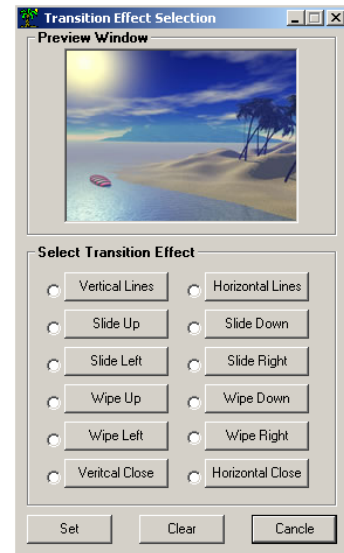 Transition Effect Selection
Preview Window
Select Transition Effect
Vertical Lines Horizontal Lines
Slide Up Slide Down
Slide Left Slide Right
Wipe Up Wipe Down
Wipe Left Wipe Right
Veritcal Close Horizontal Close
Set Clear Cancle